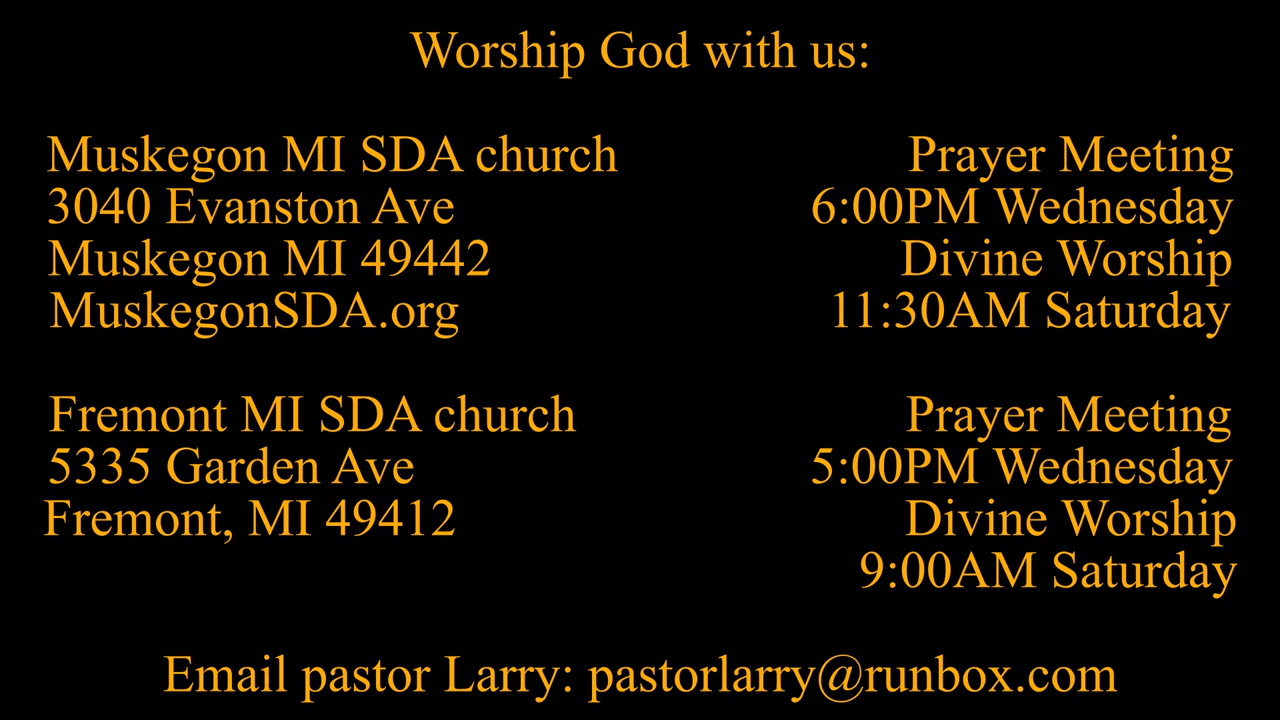 Worship God with us:
Muskegon MI SDA church
3040 Evanston Ave
Muskegon MI 49442
MuskegonSDA.org
Prayer Meeting
6:00PM Wednesday
Divine Worship
11:30AM Saturday
Fremont MI SDA church
5335 Garden Ave
Fremont, MI 49412
Prayer Meeting
5:00PM Wednesday
Divine Worship
9:00AM Saturday
Email pastor Larry: pastorlarry@runbox.com